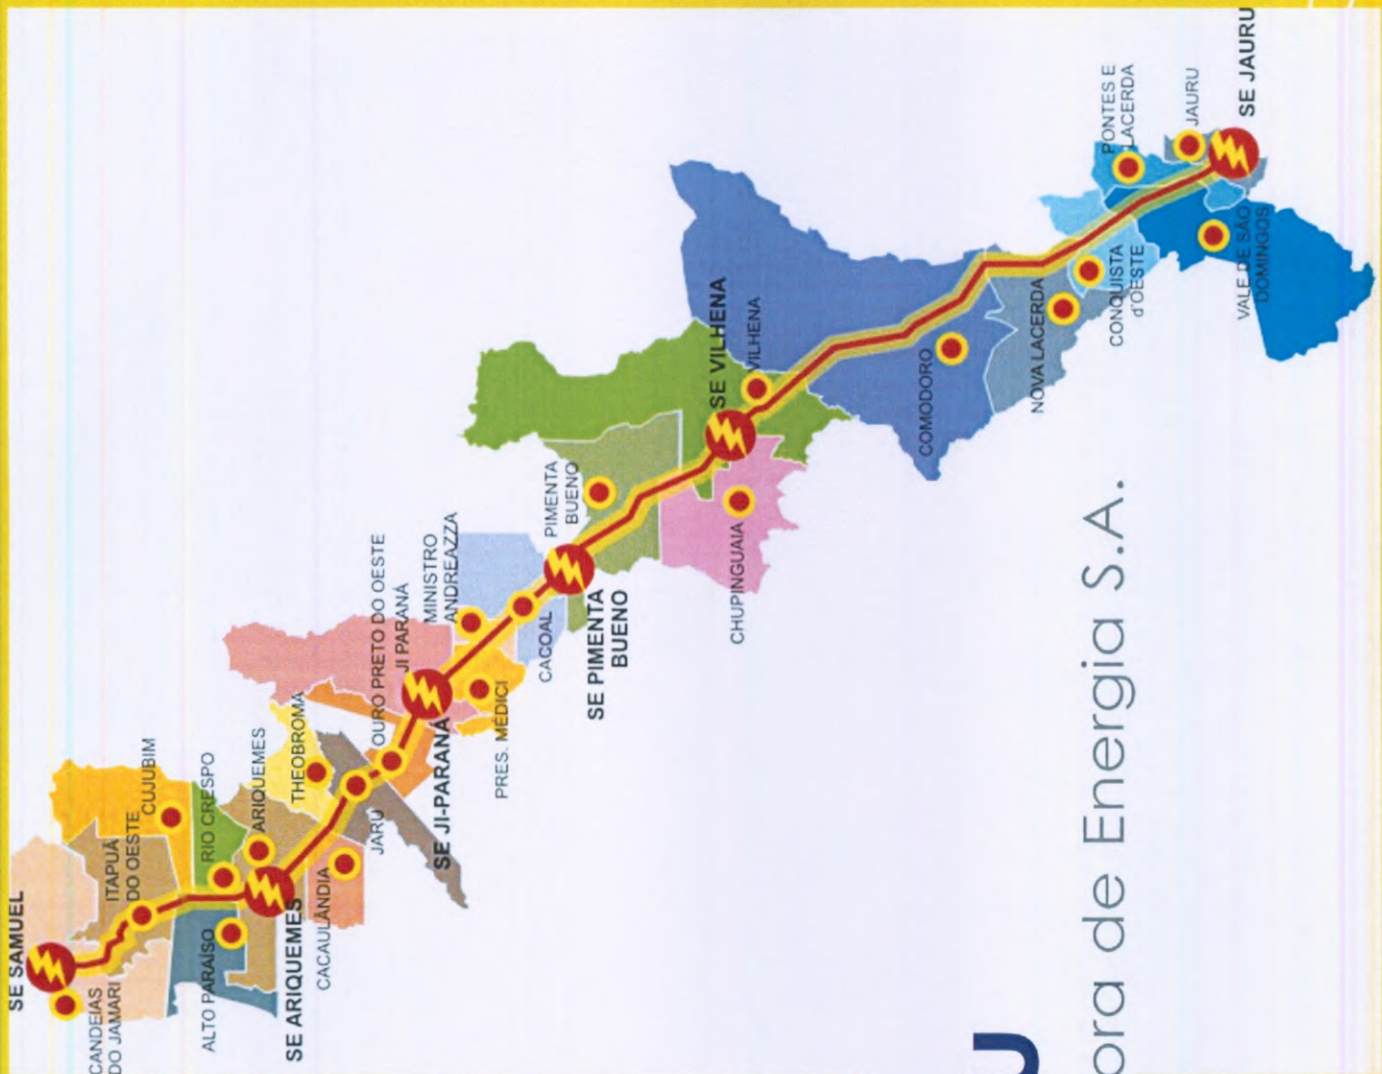 SE SAMUEL
CANDEIAS
DO JAMARI
ITAPUÃ
DO OESTE
CUJUBIM
ALTO PARAÍSO
RIO CRESPO
ARIQUEMES
SE ARIQUEMES
CACAULÂNDIA
THEOBROMA
JARU
OURO PRETO DO OESTE
JI PARANÁ
SE JI-PARANÁ
MINISTRO
ANDREAZZA
PRES. MÉDICI
CACOAL
PIMENTA
BUENO
SE PIMENTA
BUENO
SE VILHENA
VILHENA
CHUPINGUAIA
COMODORO
NOVA LACERDA
CONQUISTA
d'OESTE
PONTES E
LACERDA
JAURU
VALE DE SÃO
DOMINGOS
SE JAURU
U
ora de Energia S.A.